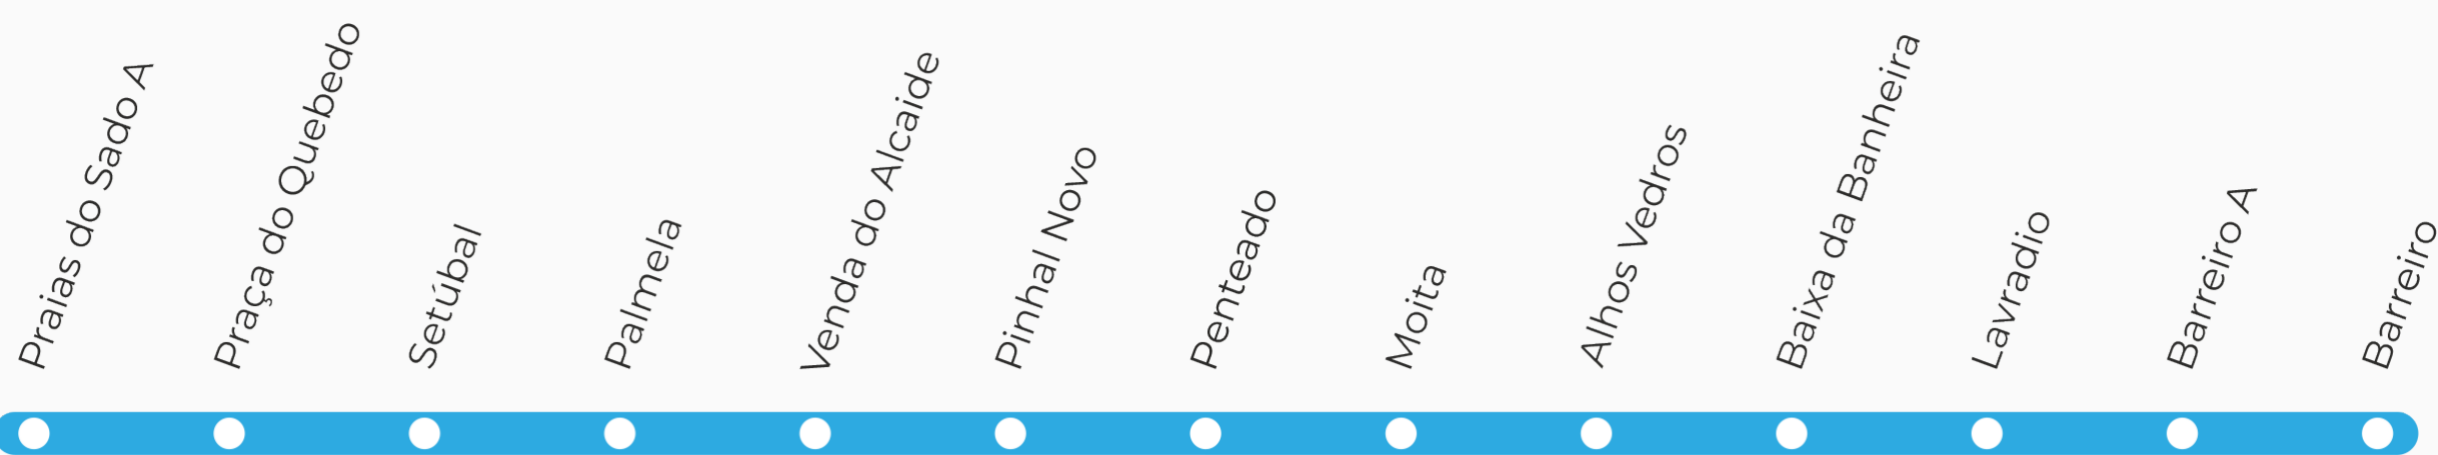 Praias do Sado A
Praça do Quebedo
Setúbal
Palmela
Venda do Alcaide
Pinhal Novo
Penteado
Moita
Alhos Vedros
Baixa da Banheira
Lavradio
Barreiro A
Barreiro